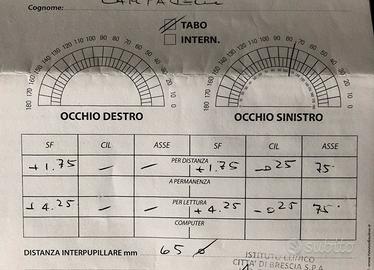 Cognome:
TABO
INTERN.
180 170 160 150 140 130 120 110 100 90 80 70 60 50 40 30 20 10 0
180 170 160 150 140 130 120 110 100 90 80 70 60 50 40 30 20 10 0
OCCHIO DESTRO OCCHIO SINISTRO
SF CIL ASSE SF CIL ASSE
PER DISTANZA
+1.75 — — +1.75 -0.25 75°
A PERMANENZA
PER LETTURA
+4.25 — — +4.25 -0.25 75°
COMPUTER
DISTANZA INTERPUPILLARE mm 65
ISTITUTO CLINICO
CITTA' DI BRESCIA S.P.A.
subito.it